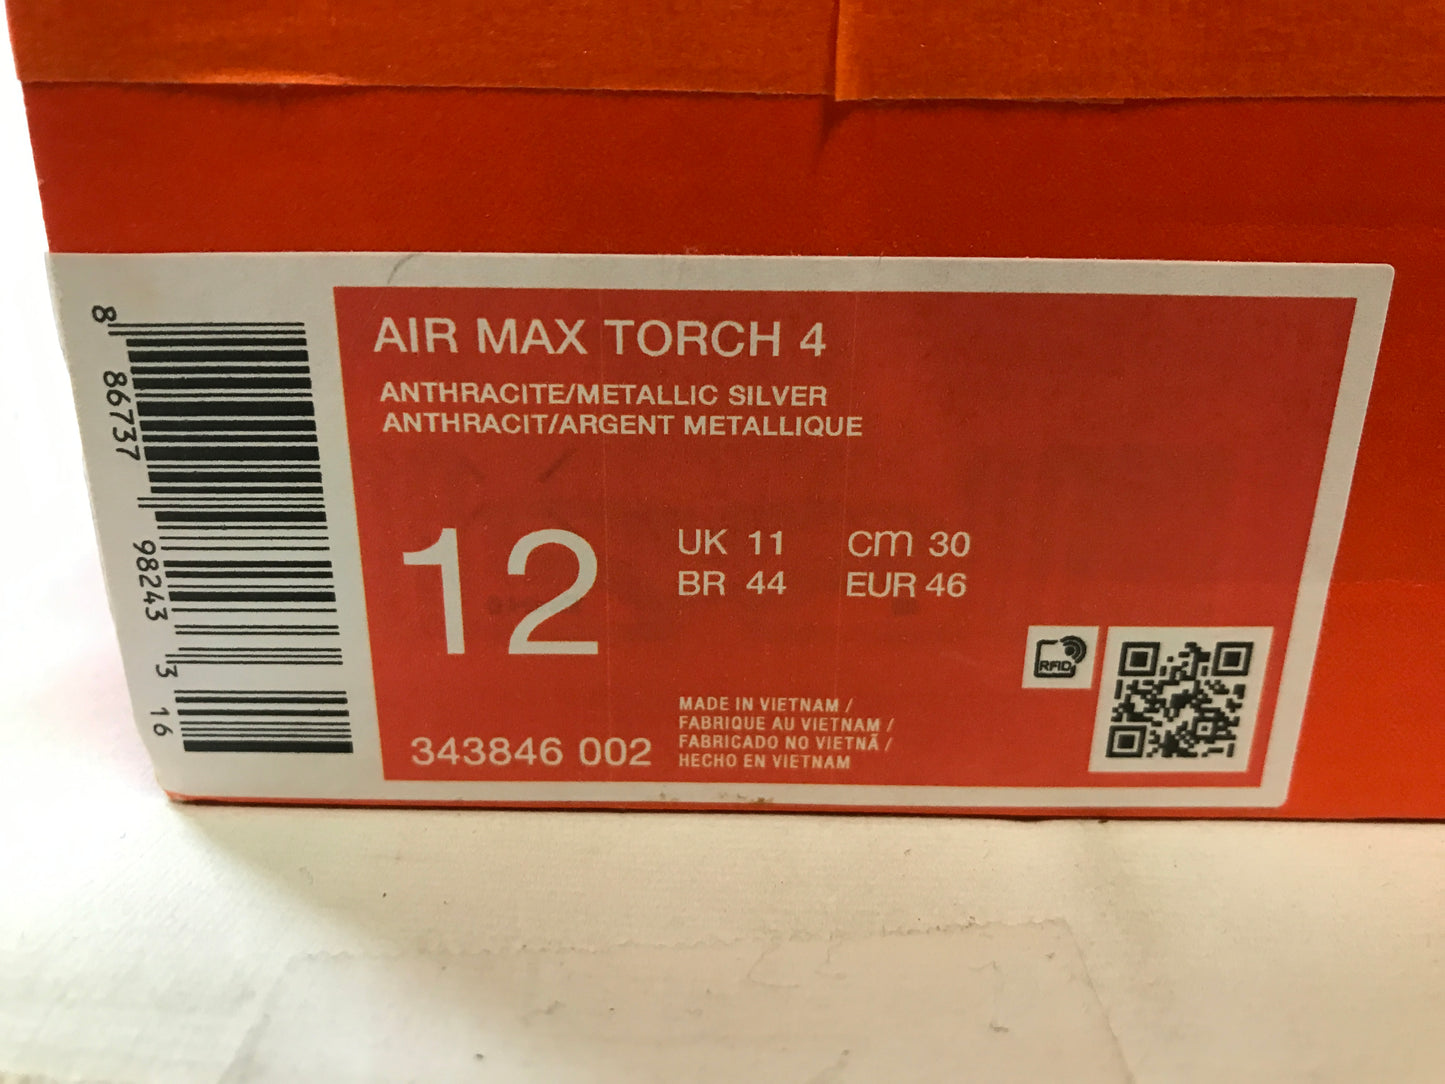 8 86737 98243 3 16
AIR MAX TORCH 4
ANTHRACITE/METALLIC SILVER
ANTHRACIT/ARGENT METALLIQUE
12
UK 11 cm 30
BR 44 EUR 46
RFID
343846 002
MADE IN VIETNAM /
FABRIQUE AU VIETNAM /
FABRICADO NO VIETNÃ /
HECHO EN VIETNAM